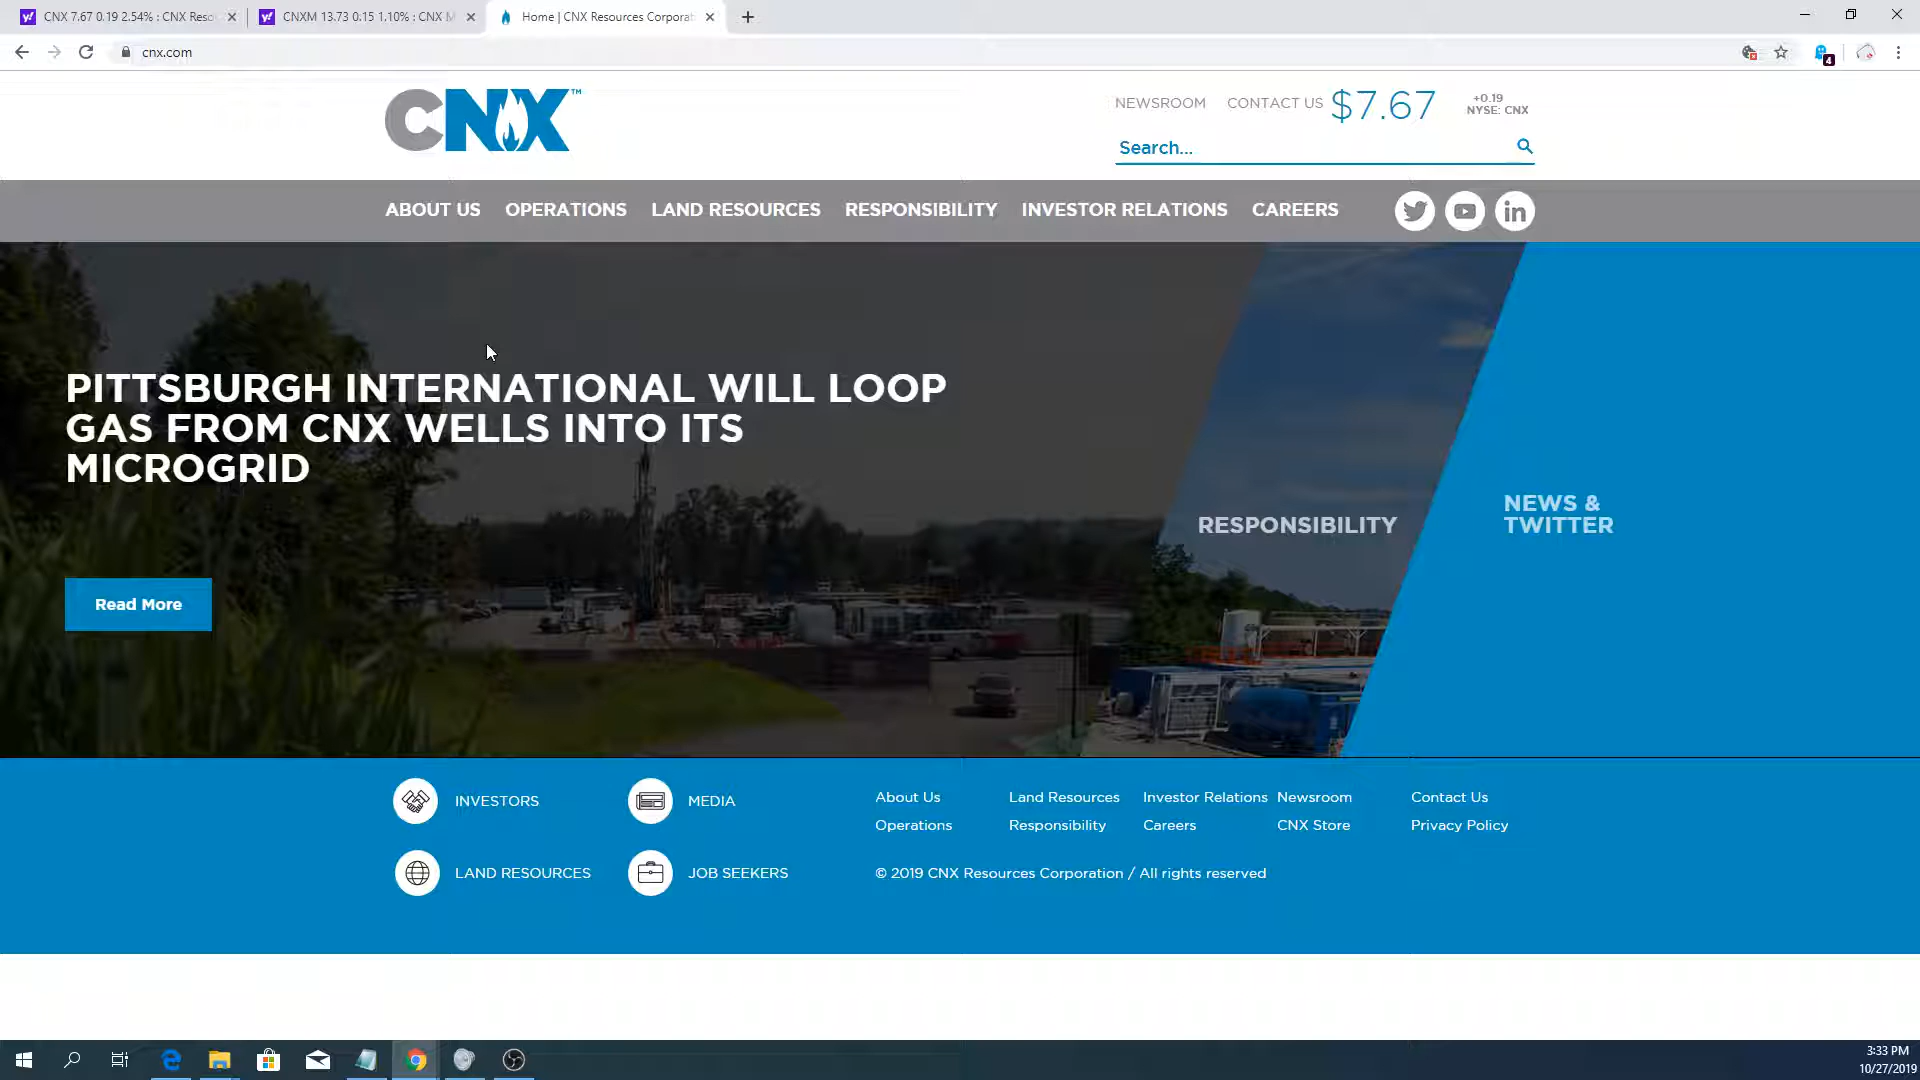 CNX 7.67 0.19 2.54% : CNX Reso
CNXM 13.73 0.15 1.10% : CNX M
Home | CNX Resources Corporat
cnx.com
4
CNX™
NEWSROOM
CONTACT US
$7.67
+0.19
NYSE: CNX
Search...
ABOUT US
OPERATIONS
LAND RESOURCES
RESPONSIBILITY
INVESTOR RELATIONS
CAREERS
PITTSBURGH INTERNATIONAL WILL LOOP
GAS FROM CNX WELLS INTO ITS
MICROGRID
Read More
RESPONSIBILITY
NEWS &
TWITTER
INVESTORS
MEDIA
LAND RESOURCES
JOB SEEKERS
About Us
Land Resources
Investor Relations
Newsroom
Contact Us
Operations
Responsibility
Careers
CNX Store
Privacy Policy
© 2019 CNX Resources Corporation / All rights reserved
3:33 PM
10/27/2019